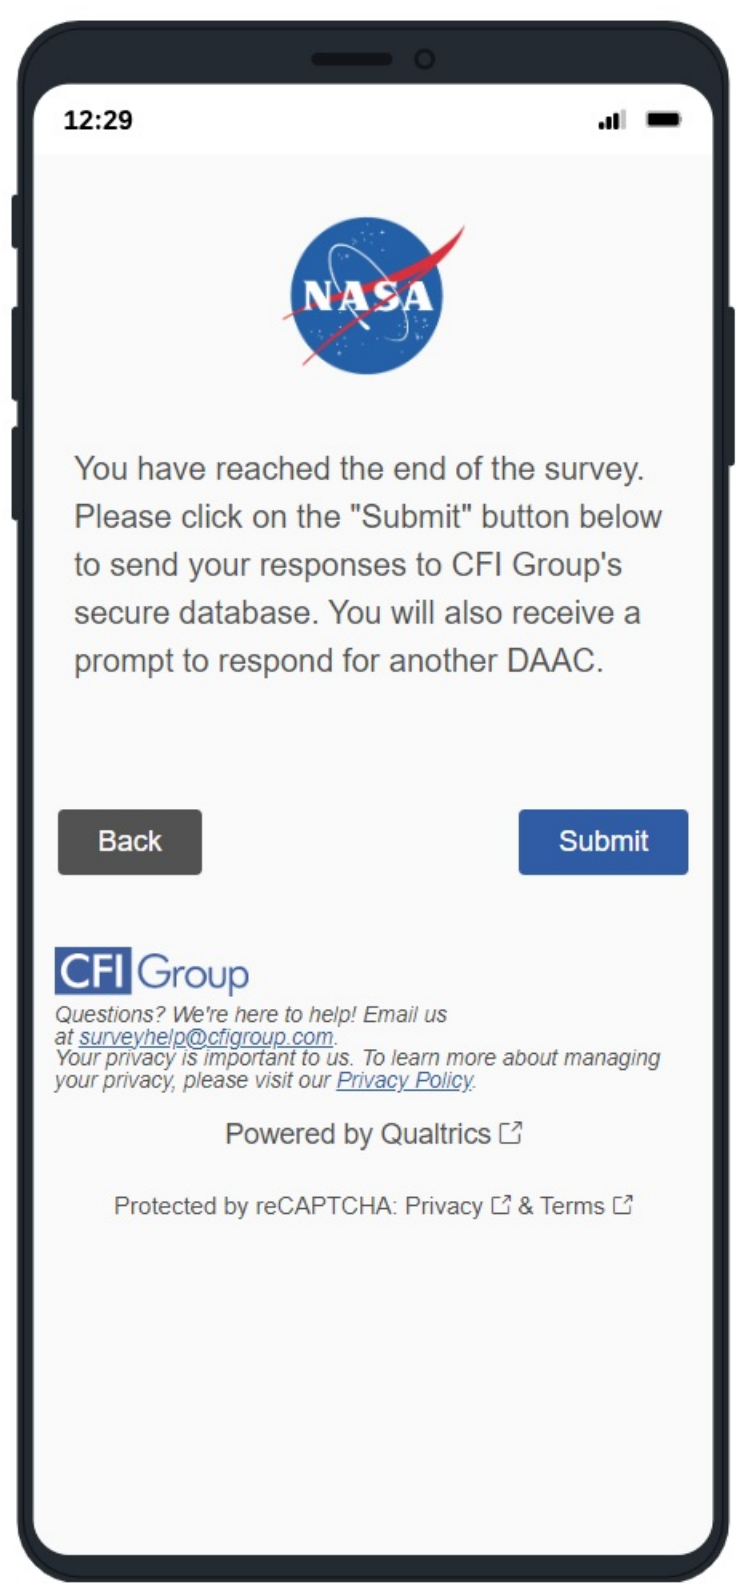 12:29
NASA
You have reached the end of the survey.
Please click on the "Submit" button below
to send your responses to CFI Group's
secure database. You will also receive a
prompt to respond for another DAAC.
Back
Submit
CFI Group
Questions? We're here to help! Email us
at surveyhelp@cfigroup.com.
Your privacy is important to us. To learn more about managing
your privacy, please visit our Privacy Policy.
Powered by Qualtrics
Protected by reCAPTCHA: Privacy & Terms